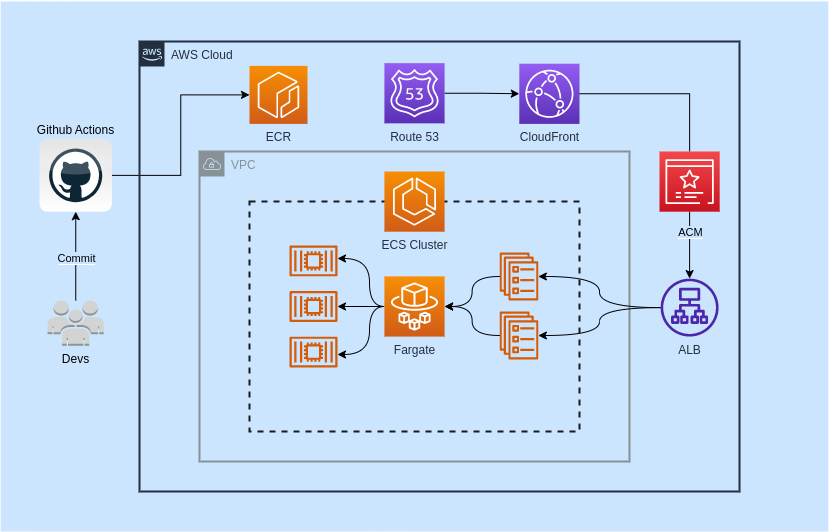 aws
AWS Cloud
ECR
53
Route 53
CloudFront
Github Actions
VPC
ECS Cluster
ACM
Commit
Devs
Fargate
ALB